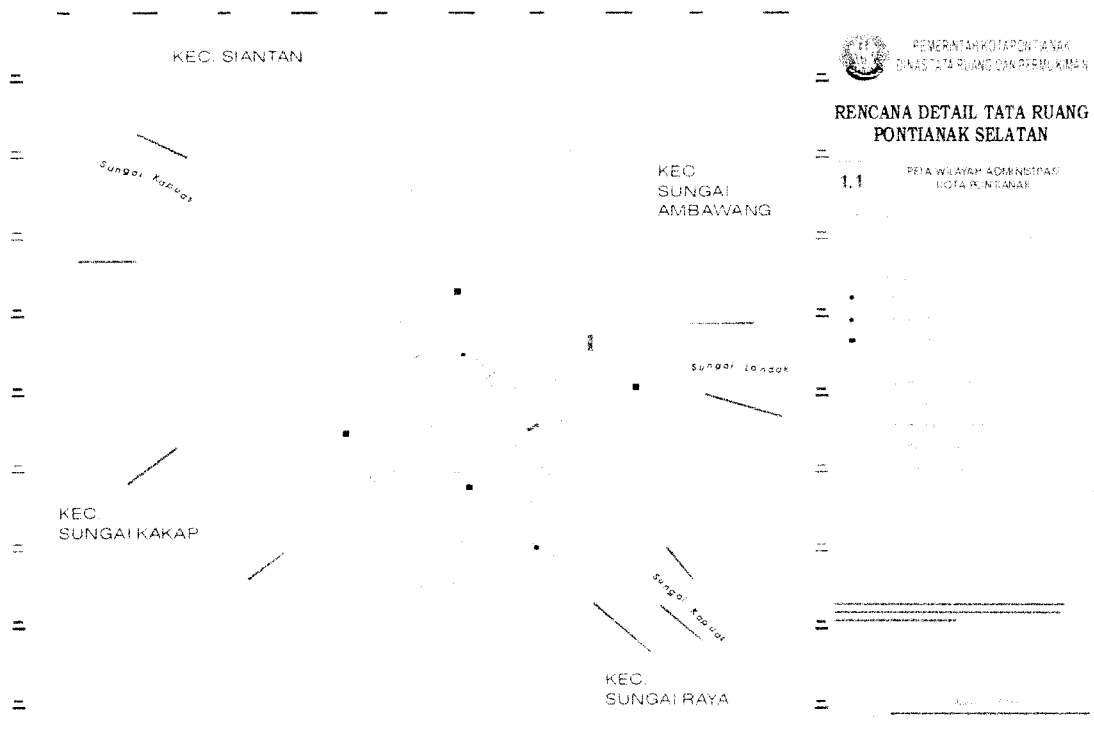 KEC. SIANTAN
Sungai Kapuas
KEC
SUNGAI
AMBAWANG
Sungai Landak
KEC.
SUNGAI KAKAP
Sungai Kapuas
KEC.
SUNGAI RAYA
PEMERINTAH KOTA PONTIANAK
DINAS TATA RUANG DAN PERMUKIMAN
RENCANA DETAIL TATA RUANG
PONTIANAK SELATAN
1.1
PETA WILAYAH ADMINISTRASI
KOTA PONTIANAK